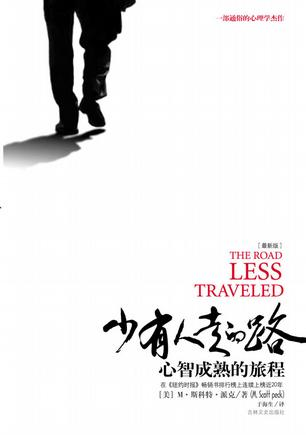 一部通俗的心理学杰作
[最新版]
THE ROAD
LESS
TRAVELED
少有人走的路
心智成熟的旅程
在《纽约时报》畅销书排行榜上连续上榜近20年
[美] M·斯科特·派克/著 (M. Scott peck)
于海生/译
吉林文史出版社